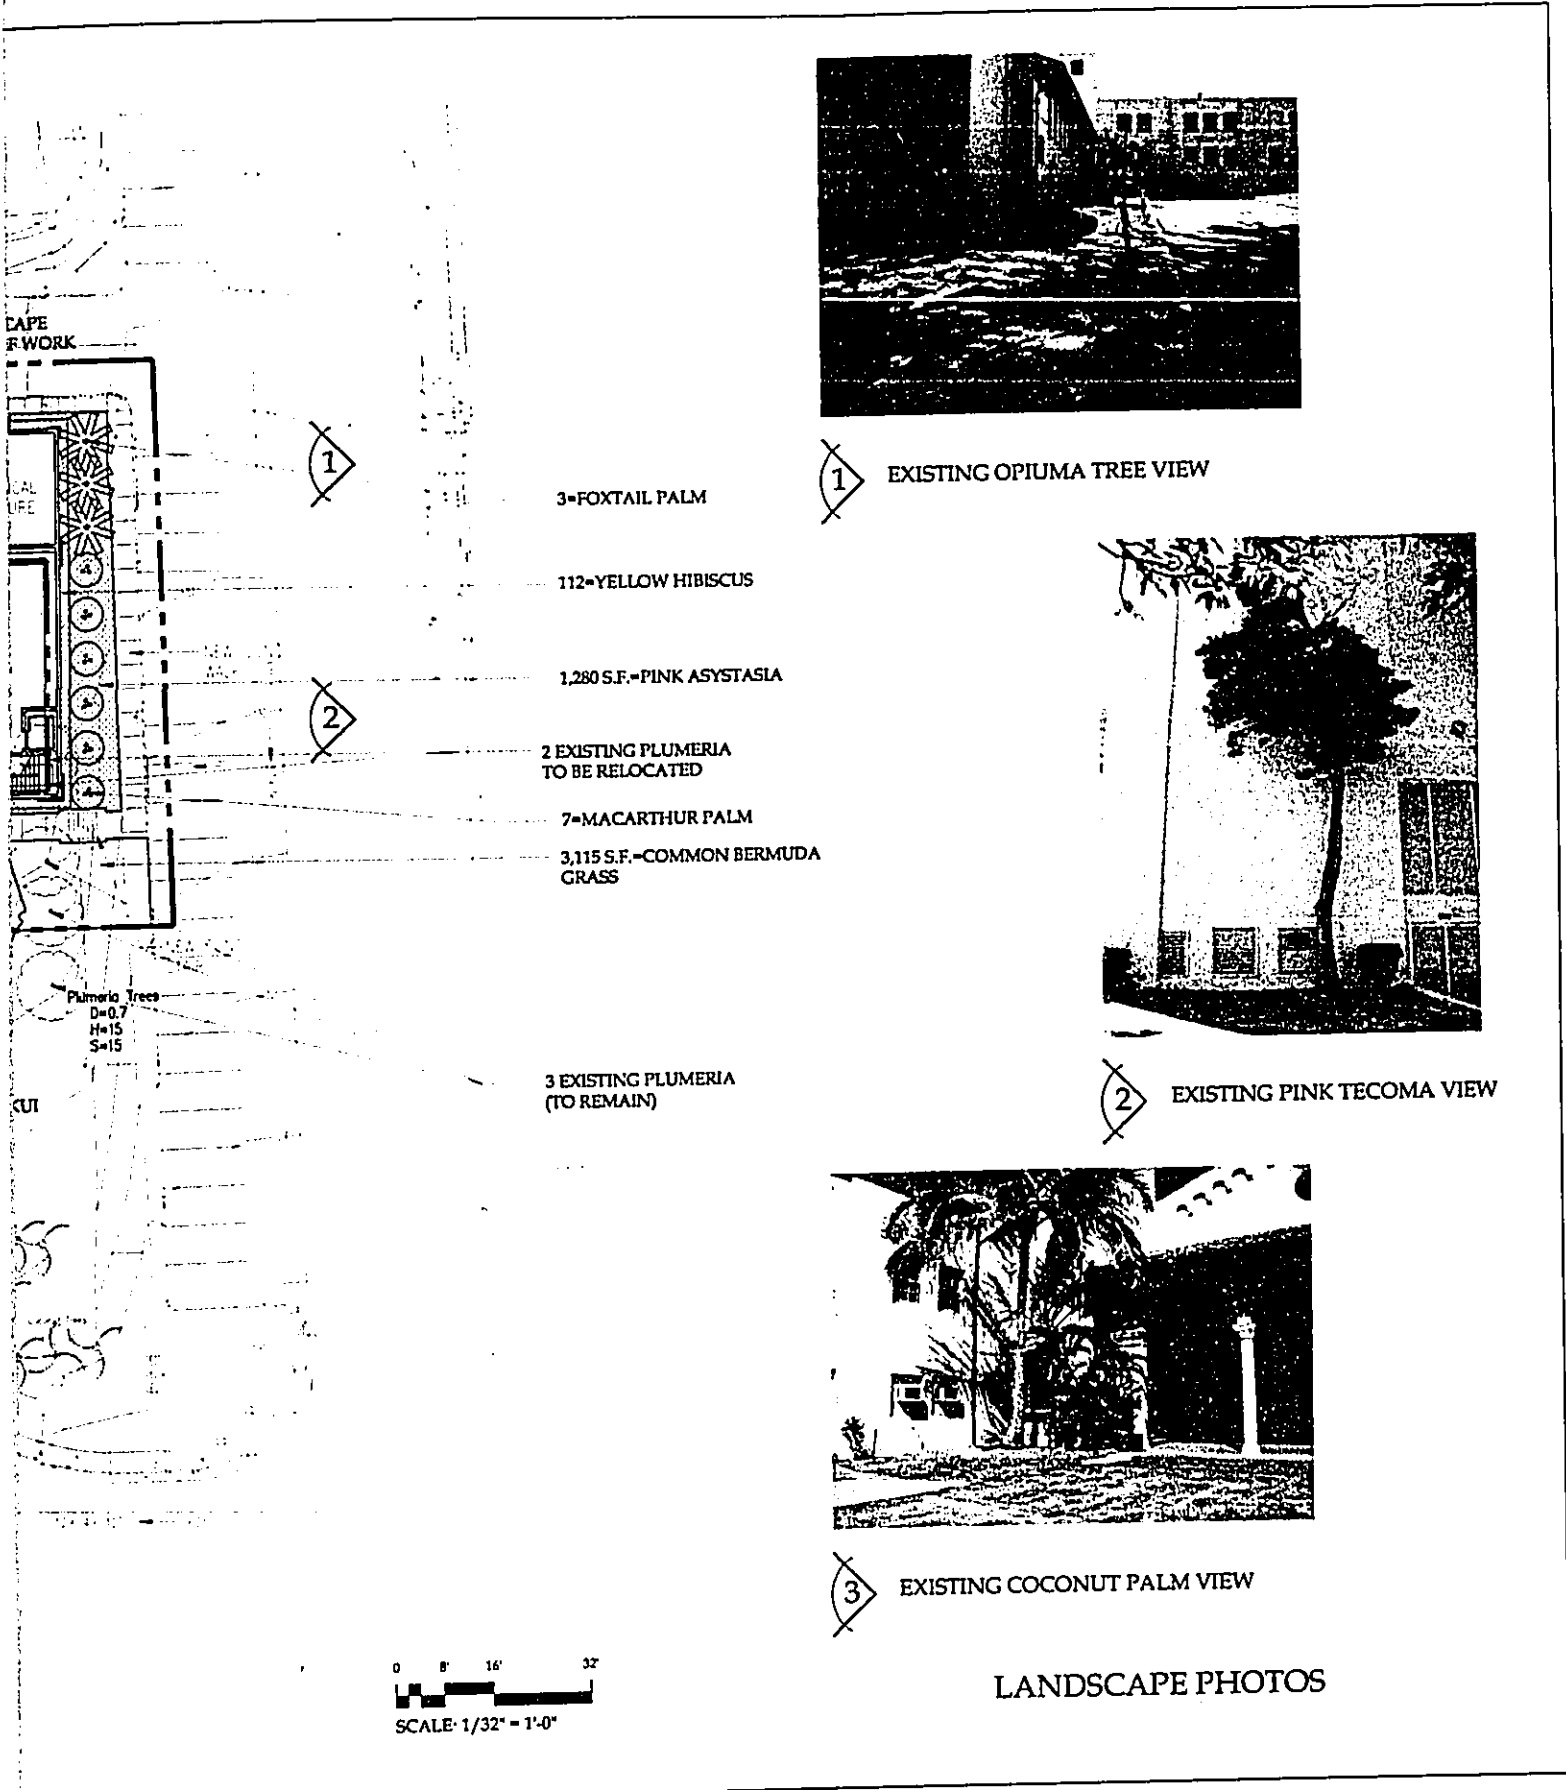 CAPE
F WORK
1
3=FOXTAIL PALM
112=YELLOW HIBISCUS
1,280 S.F.=PINK ASYSTASIA
2
2 EXISTING PLUMERIA
TO BE RELOCATED
7=MACARTHUR PALM
3,115 S.F.=COMMON BERMUDA
GRASS
Plumeria Trees
D=0.7
H=15
S=15
3 EXISTING PLUMERIA
(TO REMAIN)
KUI
0 8' 16' 32'
SCALE: 1/32" = 1'-0"
1 EXISTING OPIUMA TREE VIEW
2 EXISTING PINK TECOMA VIEW
3 EXISTING COCONUT PALM VIEW
LANDSCAPE PHOTOS